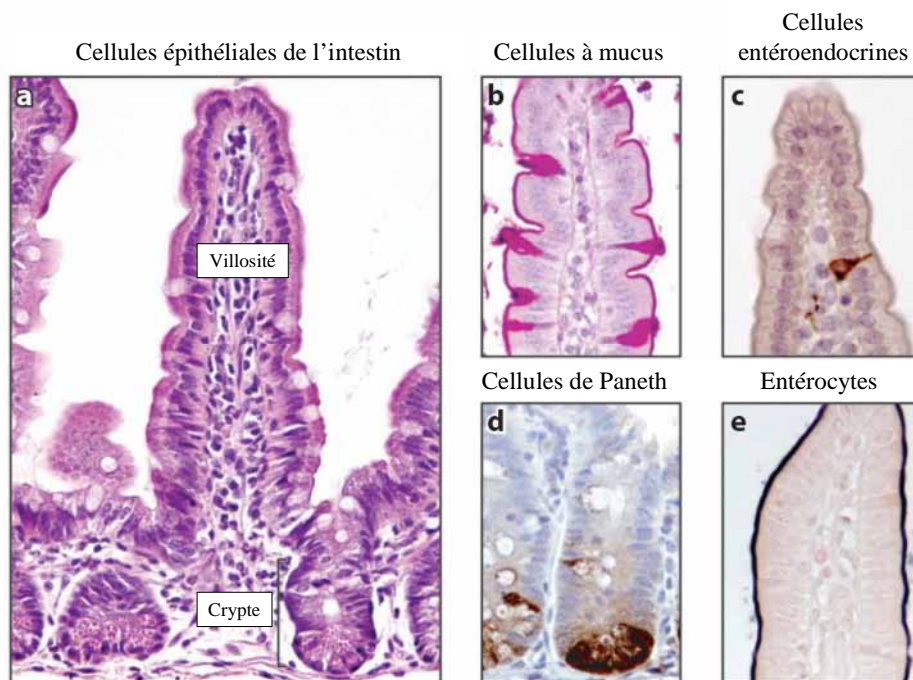 Cellules épithéliales de l’intestin
Cellules à mucus
Cellules
entéroendocrines
a
b
c
Villosité
Cellules de Paneth
Entérocytes
d
e
Crypte